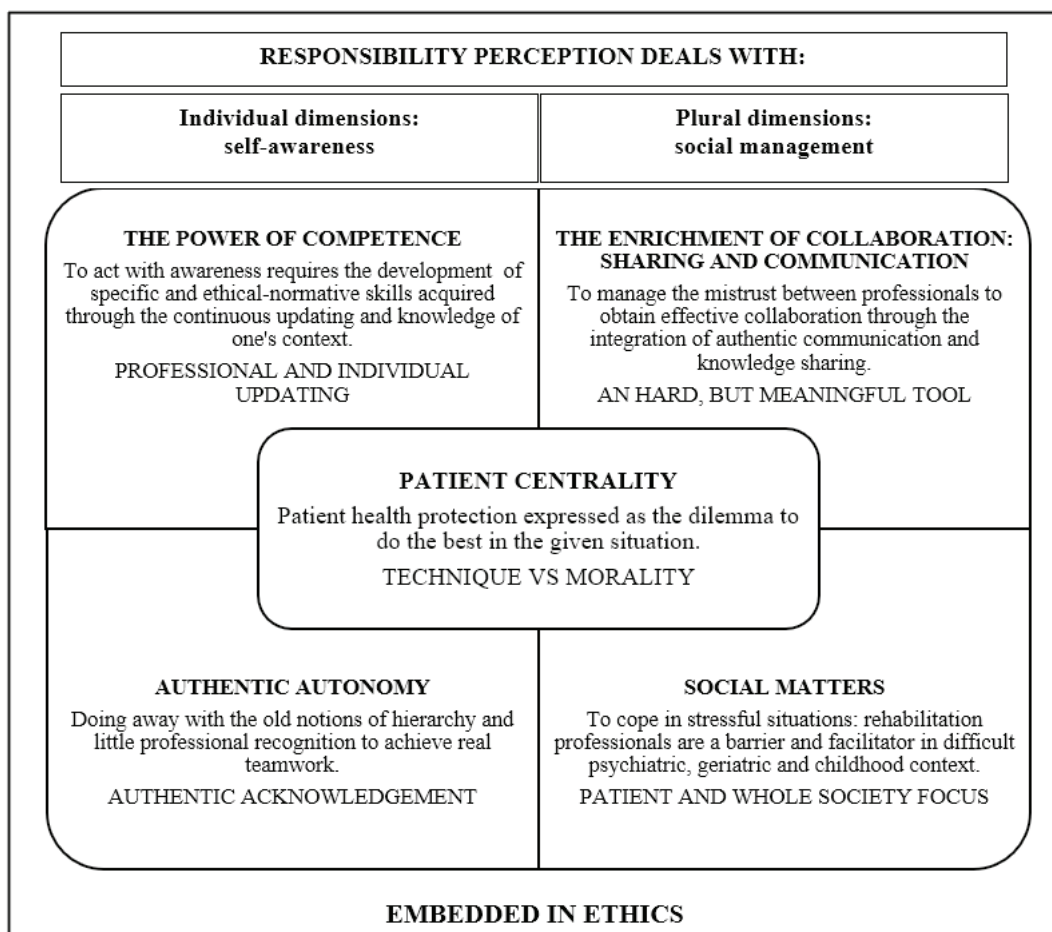 RESPONSIBILITY PERCEPTION DEALS WITH:
Individual dimensions:
self-awareness
Plural dimensions:
social management
THE POWER OF COMPETENCE
To act with awareness requires the development of
specific and ethical-normative skills acquired
through the continuous updating and knowledge of
one's context.
PROFESSIONAL AND INDIVIDUAL
UPDATING
THE ENRICHMENT OF COLLABORATION:
SHARING AND COMMUNICATION
To manage the mistrust between professionals to
obtain effective collaboration through the
integration of authentic communication and
knowledge sharing.
AN HARD, BUT MEANINGFUL TOOL
PATIENT CENTRALITY
Patient health protection expressed as the dilemma to
do the best in the given situation.
TECHNIQUE VS MORALITY
AUTHENTIC AUTONOMY
Doing away with the old notions of hierarchy and
little professional recognition to achieve real
teamwork.
AUTHENTIC ACKNOWLEDGEMENT
SOCIAL MATTERS
To cope in stressful situations: rehabilitation
professionals are a barrier and facilitator in difficult
psychiatric, geriatric and childhood context.
PATIENT AND WHOLE SOCIETY FOCUS
EMBEDDED IN ETHICS